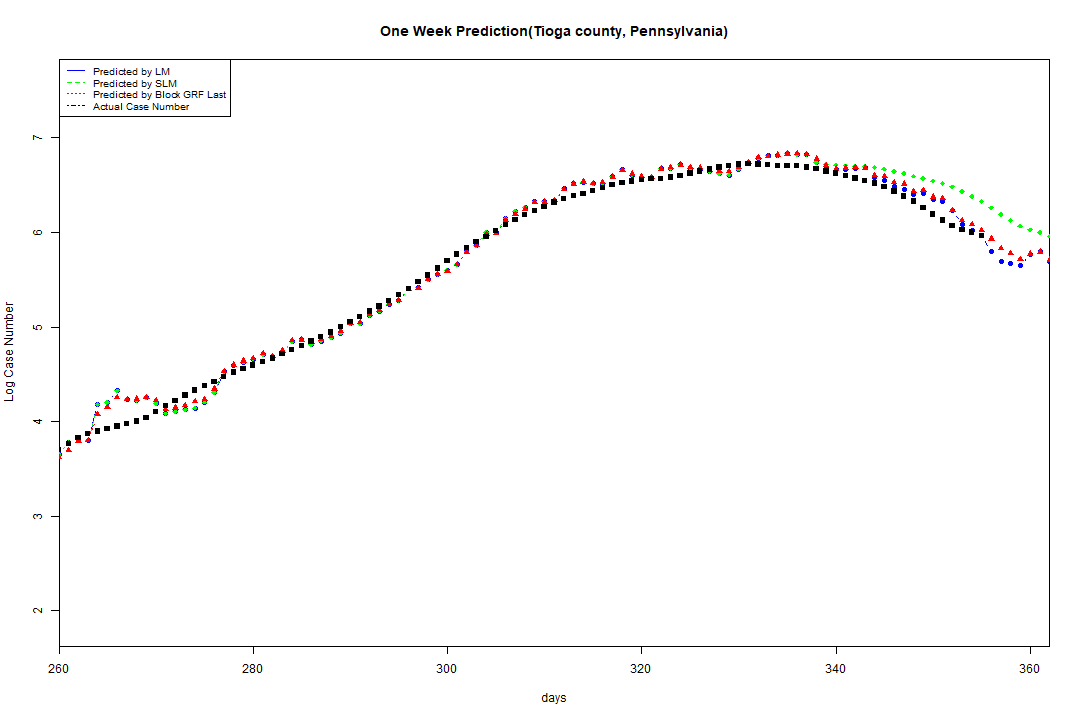 One Week Prediction(Tioga county, Pennsylvania)
Predicted by LM
Predicted by SLM
Predicted by Block GRF Last
Actual Case Number
7
6
5
4
3
2
Log Case Number
260 280 300 320 340 360
days